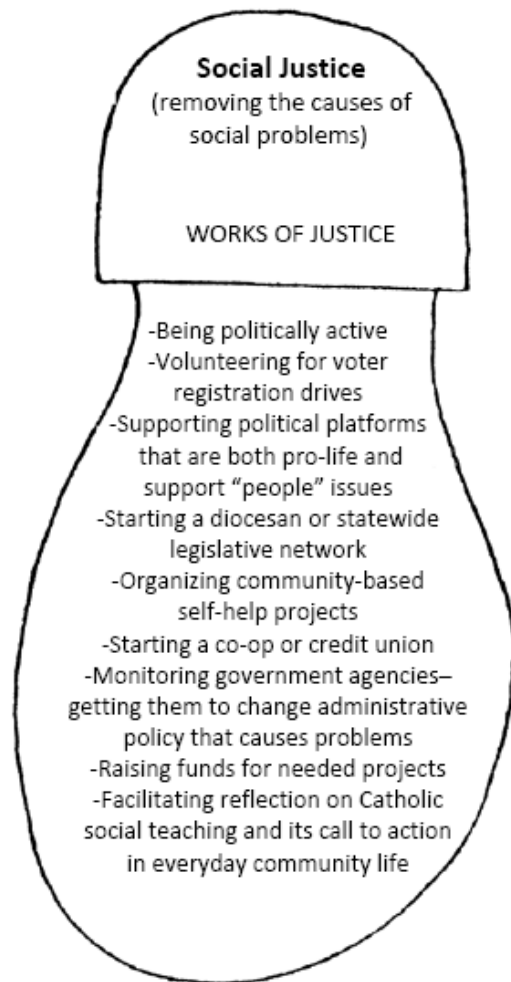 Social Justice
(removing the causes of
social problems)
WORKS OF JUSTICE
-Being politically active
-Volunteering for voter
registration drives
-Supporting political platforms
that are both pro-life and
support “people” issues
-Starting a diocesan or statewide
legislative network
-Organizing community-based
self-help projects
-Starting a co-op or credit union
-Monitoring government agencies–
getting them to change administrative
policy that causes problems
-Raising funds for needed projects
-Facilitating reflection on Catholic
social teaching and its call to action
in everyday community life